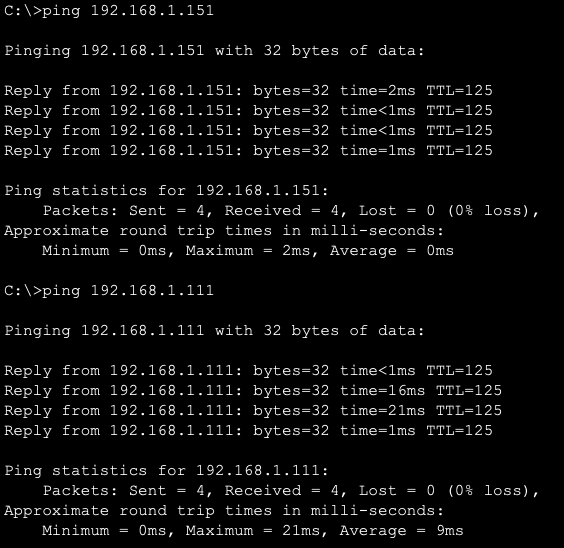 C:\>ping 192.168.1.151
Pinging 192.168.1.151 with 32 bytes of data:
Reply from 192.168.1.151: bytes=32 time=2ms TTL=125
Reply from 192.168.1.151: bytes=32 time<1ms TTL=125
Reply from 192.168.1.151: bytes=32 time<1ms TTL=125
Reply from 192.168.1.151: bytes=32 time=1ms TTL=125
Ping statistics for 192.168.1.151:
    Packets: Sent = 4, Received = 4, Lost = 0 (0% loss),
Approximate round trip times in milli-seconds:
    Minimum = 0ms, Maximum = 2ms, Average = 0ms
C:\>ping 192.168.1.111
Pinging 192.168.1.111 with 32 bytes of data:
Reply from 192.168.1.111: bytes=32 time<1ms TTL=125
Reply from 192.168.1.111: bytes=32 time=16ms TTL=125
Reply from 192.168.1.111: bytes=32 time=21ms TTL=125
Reply from 192.168.1.111: bytes=32 time=1ms TTL=125
Ping statistics for 192.168.1.111:
    Packets: Sent = 4, Received = 4, Lost = 0 (0% loss),
Approximate round trip times in milli-seconds:
    Minimum = 0ms, Maximum = 21ms, Average = 9ms